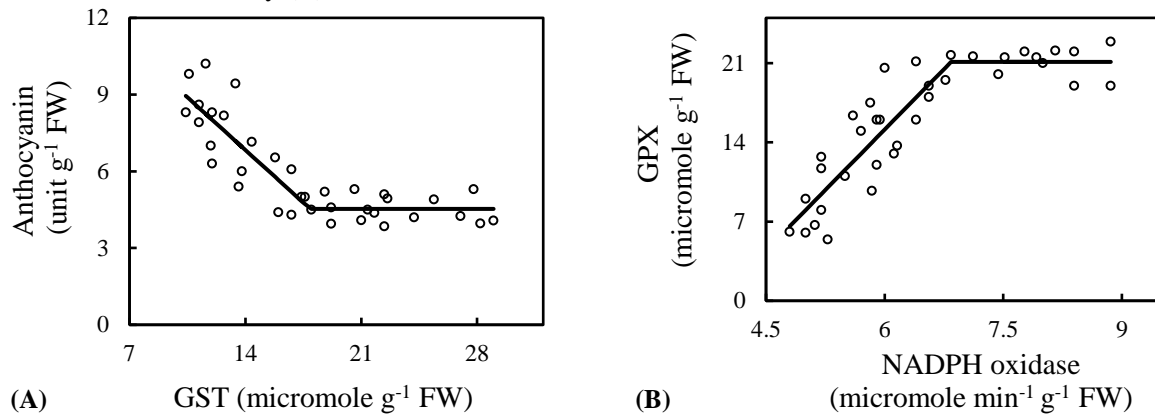 12
9
6
3
0
Anthocyanin
(unit g-1 FW)
7 14 21 28
(A) GST (micromole g-1 FW)
21
14
7
0
GPX
(micromole g-1 FW)
4.5 6 7.5 9
NADPH oxidase
(B) (micromole min-1 g-1 FW)